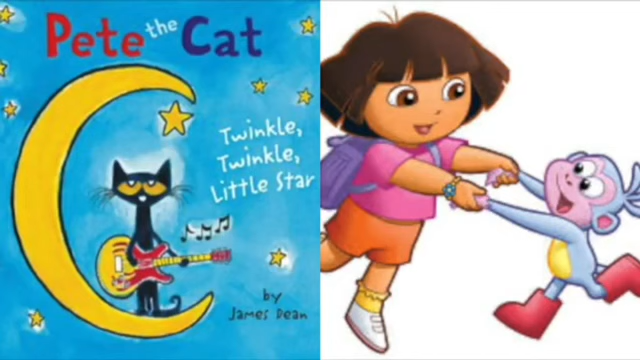 Pete the Cat
Twinkle,
Twinkle,
Little Star
by
James Dean